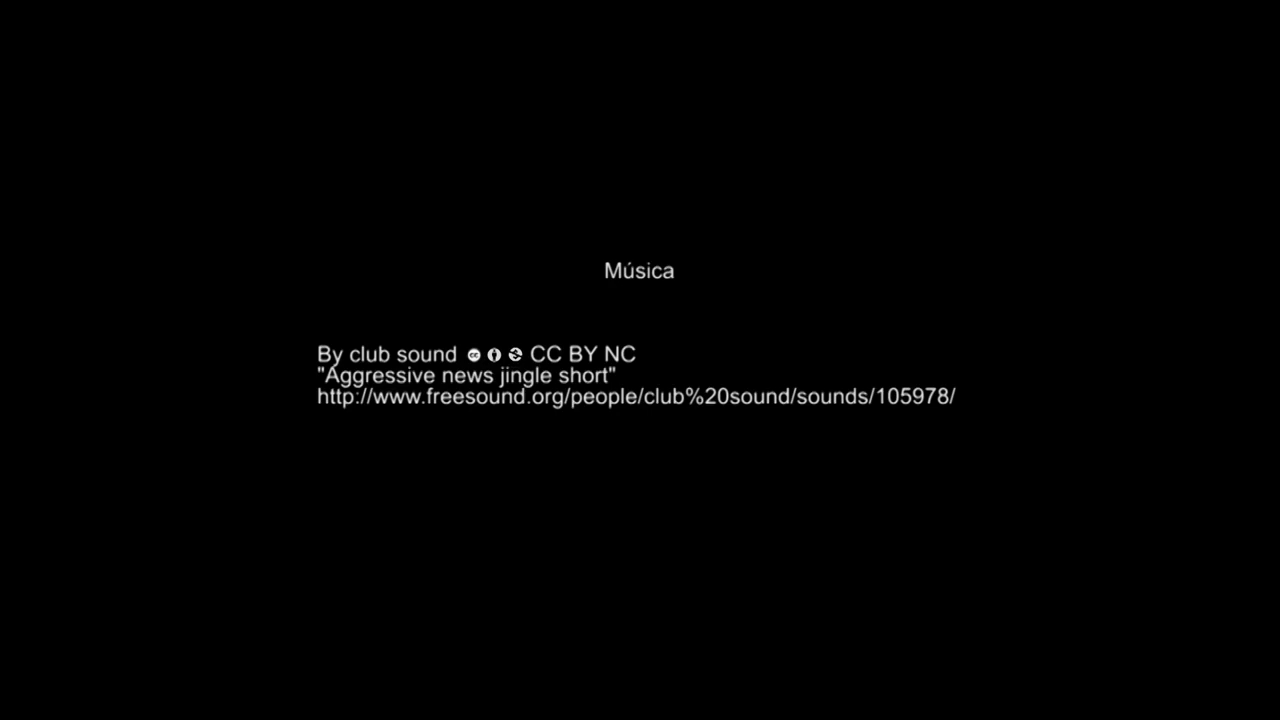 Música
By club sound CC BY NC
"Aggressive news jingle short"
http://www.freesound.org/people/club%20sound/sounds/105978/